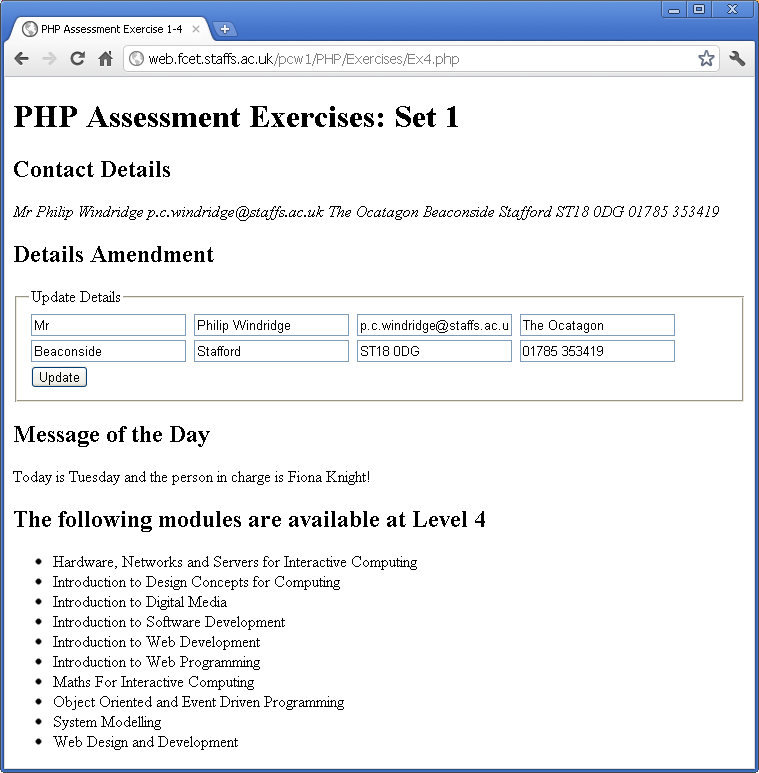 PHP Assessment Exercise 1-4
web.fcet.staffs.ac.uk/pcw1/PHP/Exercises/Ex4.php
PHP Assessment Exercises: Set 1
Contact Details
Mr Philip Windridge p.c.windridge@staffs.ac.uk The Ocatagon Beaconside Stafford ST18 0DG 01785 353419
Details Amendment
Update Details
Mr Philip Windridge p.c.windridge@staffs.ac.u The Ocatagon
Beaconside Stafford ST18 0DG 01785 353419
Update
Message of the Day
Today is Tuesday and the person in charge is Fiona Knight!
The following modules are available at Level 4
Hardware, Networks and Servers for Interactive Computing
Introduction to Design Concepts for Computing
Introduction to Digital Media
Introduction to Software Development
Introduction to Web Development
Introduction to Web Programming
Maths For Interactive Computing
Object Oriented and Event Driven Programming
System Modelling
Web Design and Development